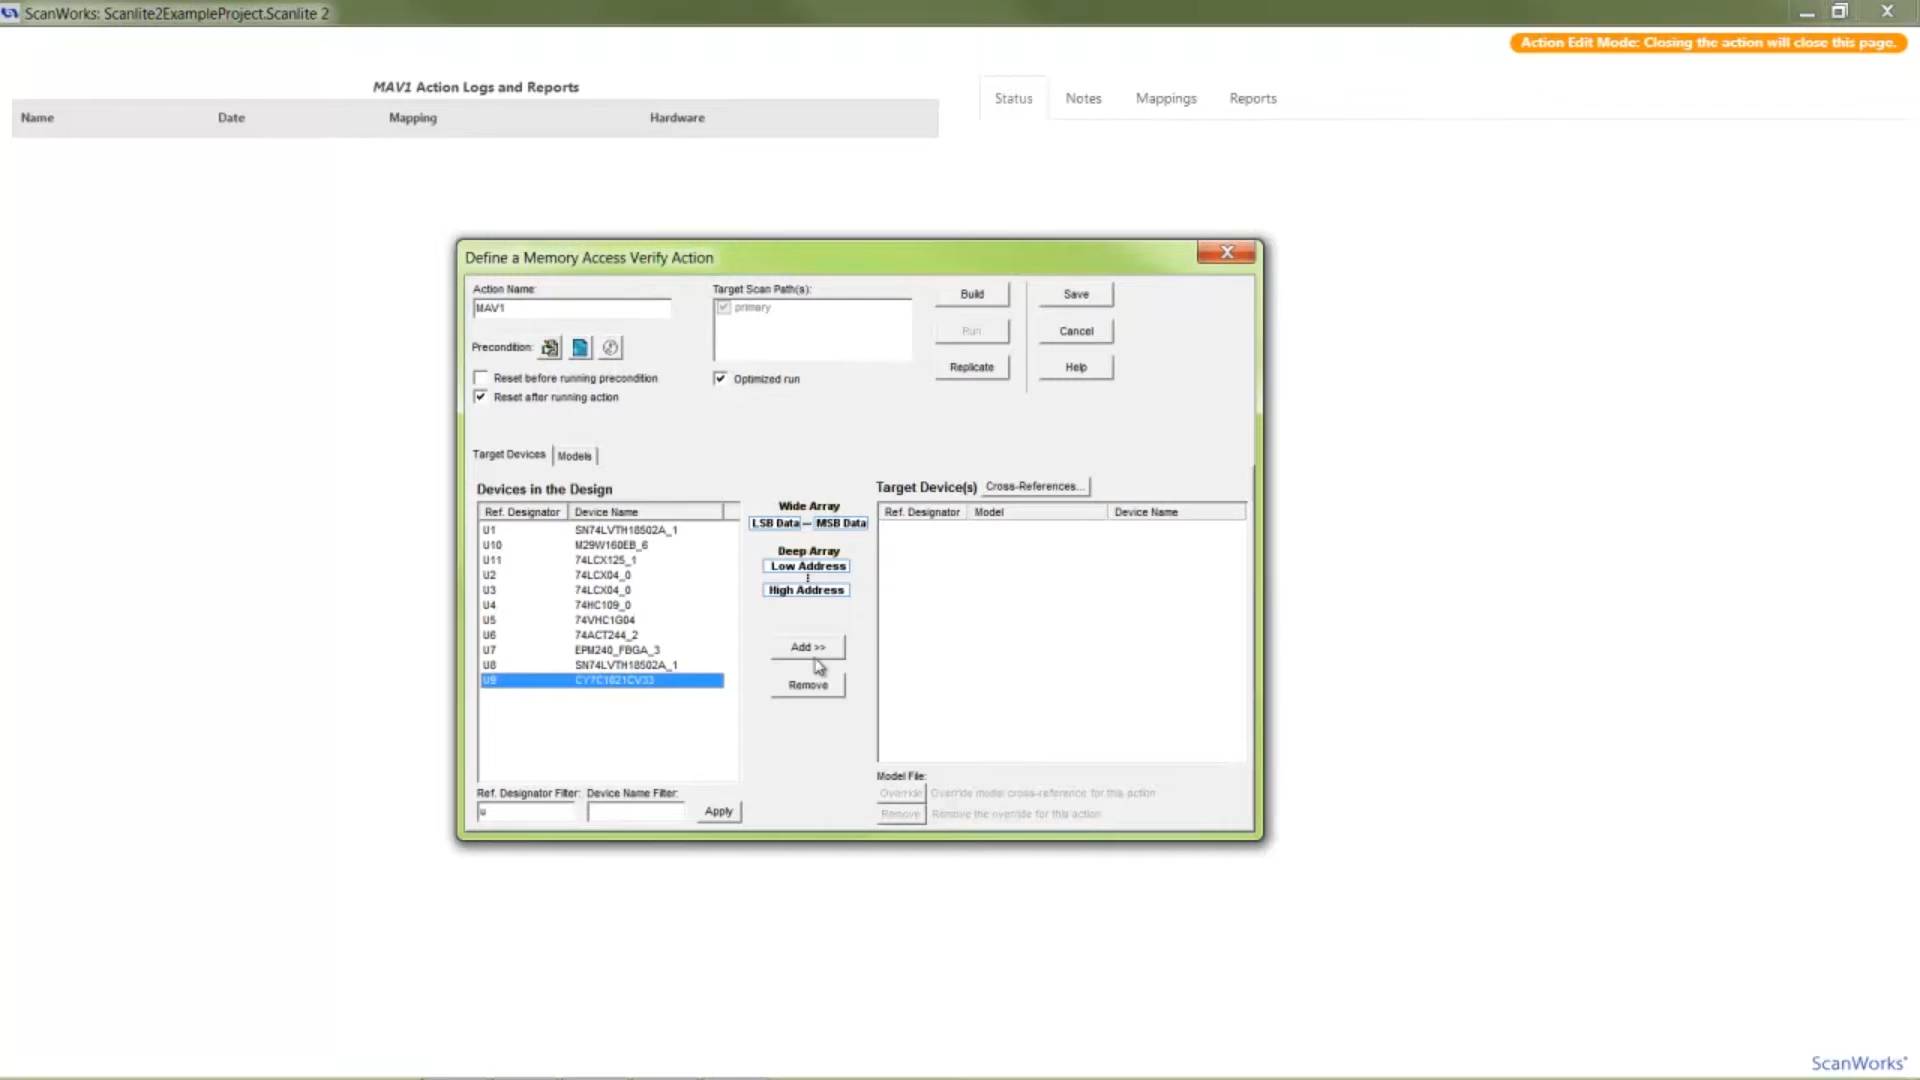 ScanWorks: Scanlite2ExampleProject.Scanlite 2
Action Edit Mode: Closing the action will close this page.
MAV1 Action Logs and Reports
Status Notes Mappings Reports
Name Date Mapping Hardware
Define a Memory Access Verify Action
Action Name:
MAV1
Target Scan Path(s):
primary
Build
Save
Run
Cancel
Precondition:
Replicate
Help
Reset before running precondition
Optimized run
Reset after running action
Target Devices Models
Devices in the Design
Target Device(s) Cross-References...
Ref. Designator Device Name
U1 SN74LVTH18502A_1
U10 M29W160EB_6
U11 74LCX125_1
U2 74LCX04_0
U3 74LCX04_0
U4 74HC109_0
U5 74VHC1G04
U6 74ACT244_2
U7 EPM240_FBGA_3
U8 SN74LVTH18502A_1
U9 CY7C1021CV33
Wide Array
LSB Data – MSB Data
Deep Array
Low Address
High Address
Add >>
Remove
Ref. Designator Model Device Name
Ref. Designator Filter: Device Name Filter:
u
Apply
Model File:
Override Override model cross-reference for this action
Remove Remove the override for this action
ScanWorks®